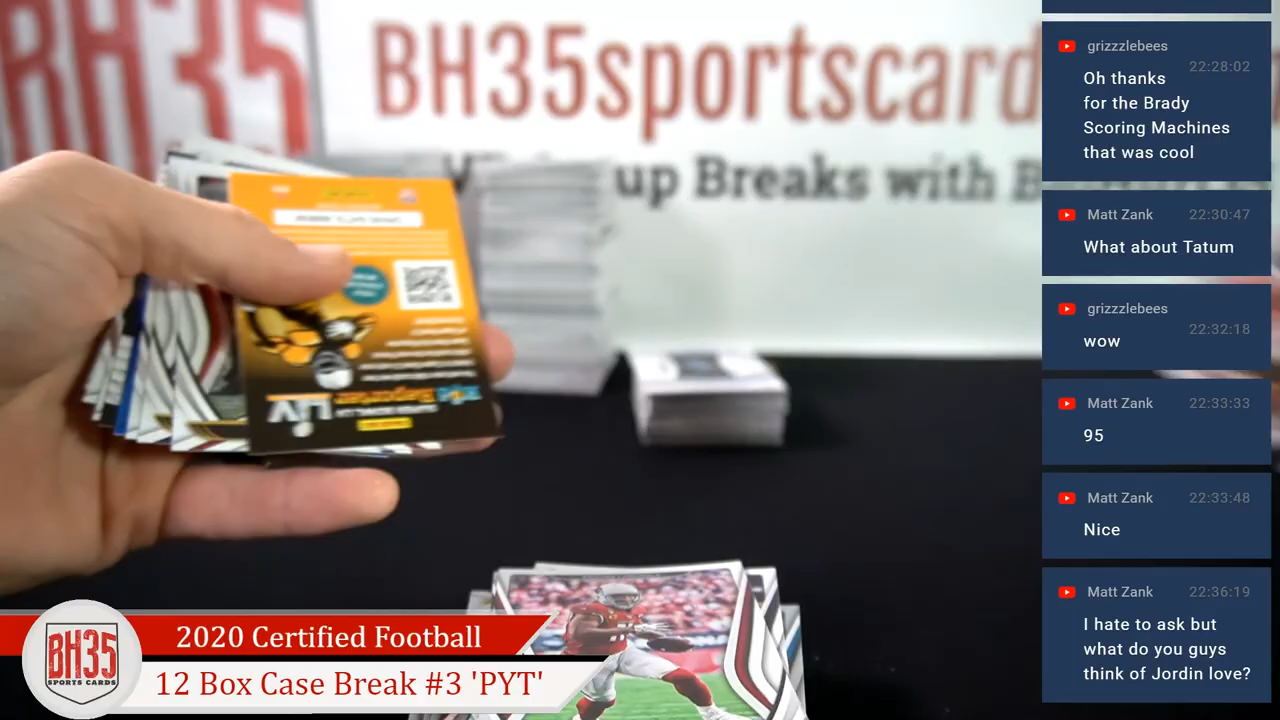 BH35
BH35sportscard
up Breaks with B
grizzzlebees
22:28:02
Oh thanks
for the Brady
Scoring Machines
that was cool
Matt Zank 22:30:47
What about Tatum
grizzzlebees
22:32:18
wow
Matt Zank 22:33:33
95
Matt Zank 22:33:48
Nice
Matt Zank 22:36:19
I hate to ask but
what do you guys
think of Jordin love?
BH35
SPORTS CARDS
2020 Certified Football
12 Box Case Break #3 'PYT'